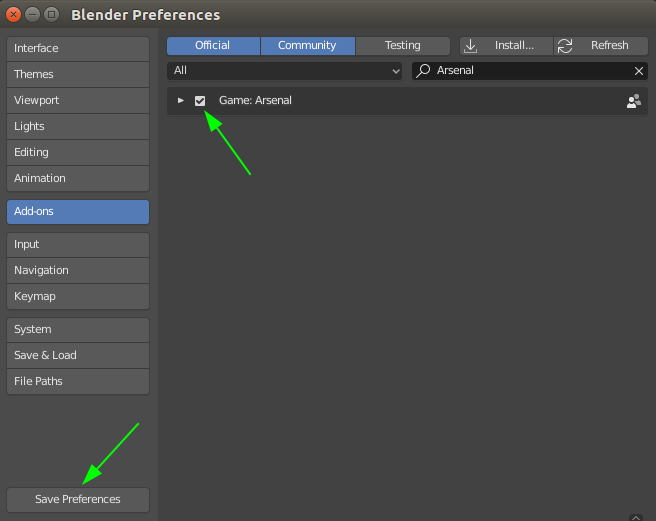 Blender Preferences
Interface
Themes
Viewport
Lights
Editing
Animation
Add-ons
Input
Navigation
Keymap
System
Save & Load
File Paths
Save Preferences
Official Community Testing Install... Refresh
All Arsenal
Game: Arsenal